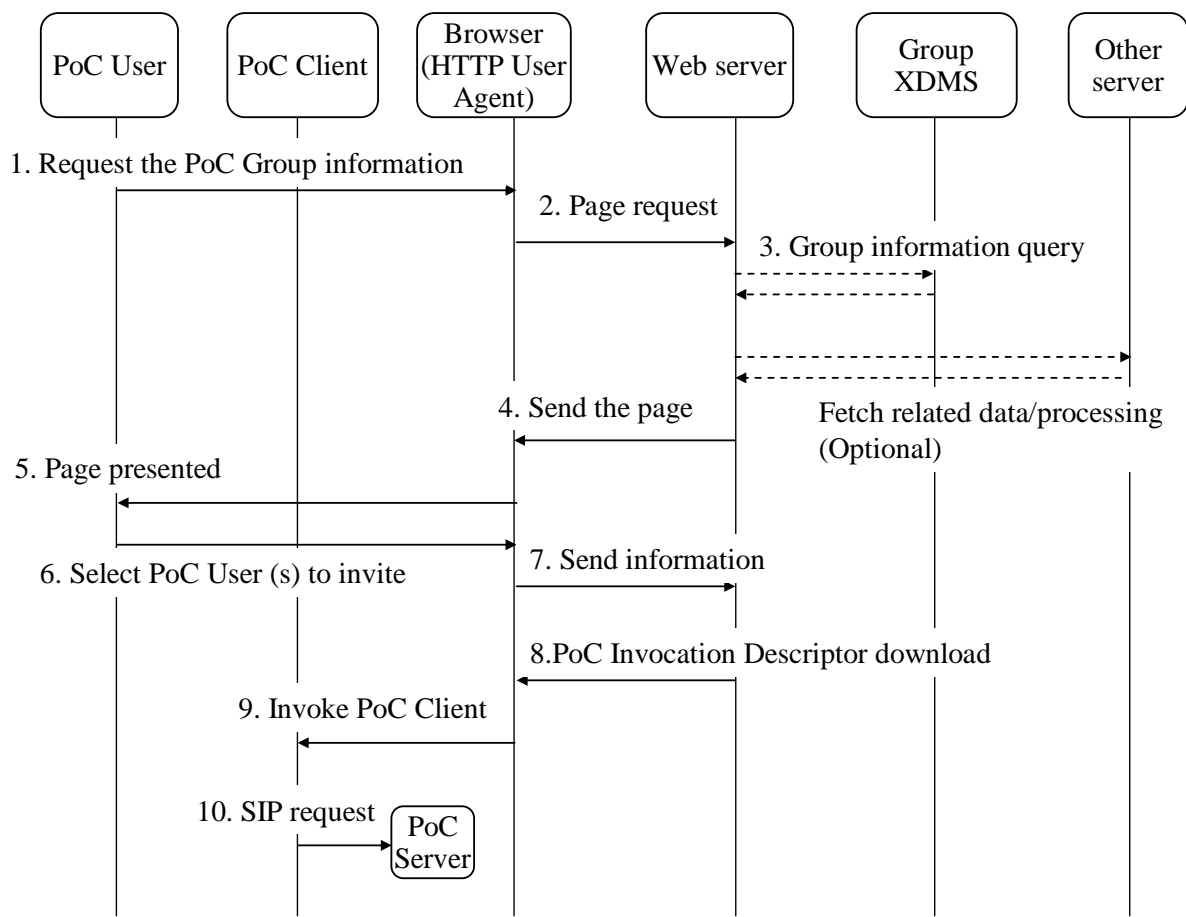 PoC User
PoC Client
Browser
(HTTP User
Agent)
Web server
Group
XDMS
Other
server
1. Request the PoC Group information
2. Page request
3. Group information query
4. Send the page
Fetch related data/processing
(Optional)
5. Page presented
6. Select PoC User (s) to invite
7. Send information
8.PoC Invocation Descriptor download
9. Invoke PoC Client
10. SIP request
PoC
Server